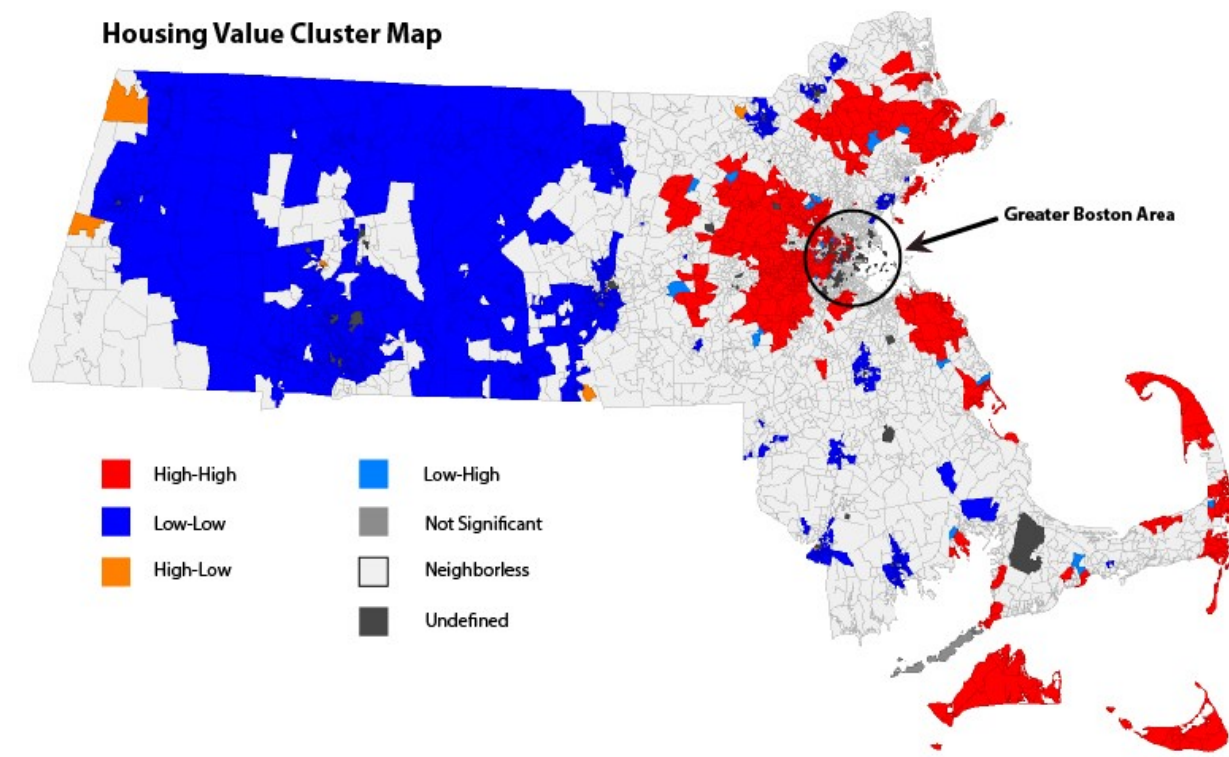 Housing Value Cluster Map
Greater Boston Area
High-High
Low-Low
High-Low
Low-High
Not Significant
Neighborless
Undefined